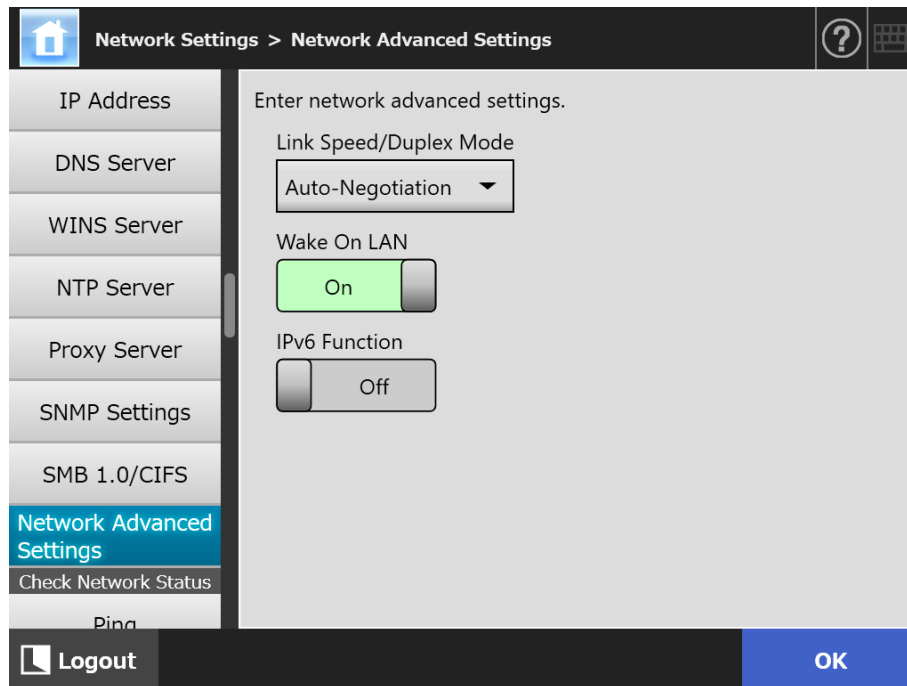 Network Settings > Network Advanced Settings
?
IP Address
DNS Server
WINS Server
NTP Server
Proxy Server
SNMP Settings
SMB 1.0/CIFS
Network Advanced
Settings
Check Network Status
Ping
Enter network advanced settings.
Link Speed/Duplex Mode
Auto-Negotiation
Wake On LAN
On
IPv6 Function
Off
Logout
OK